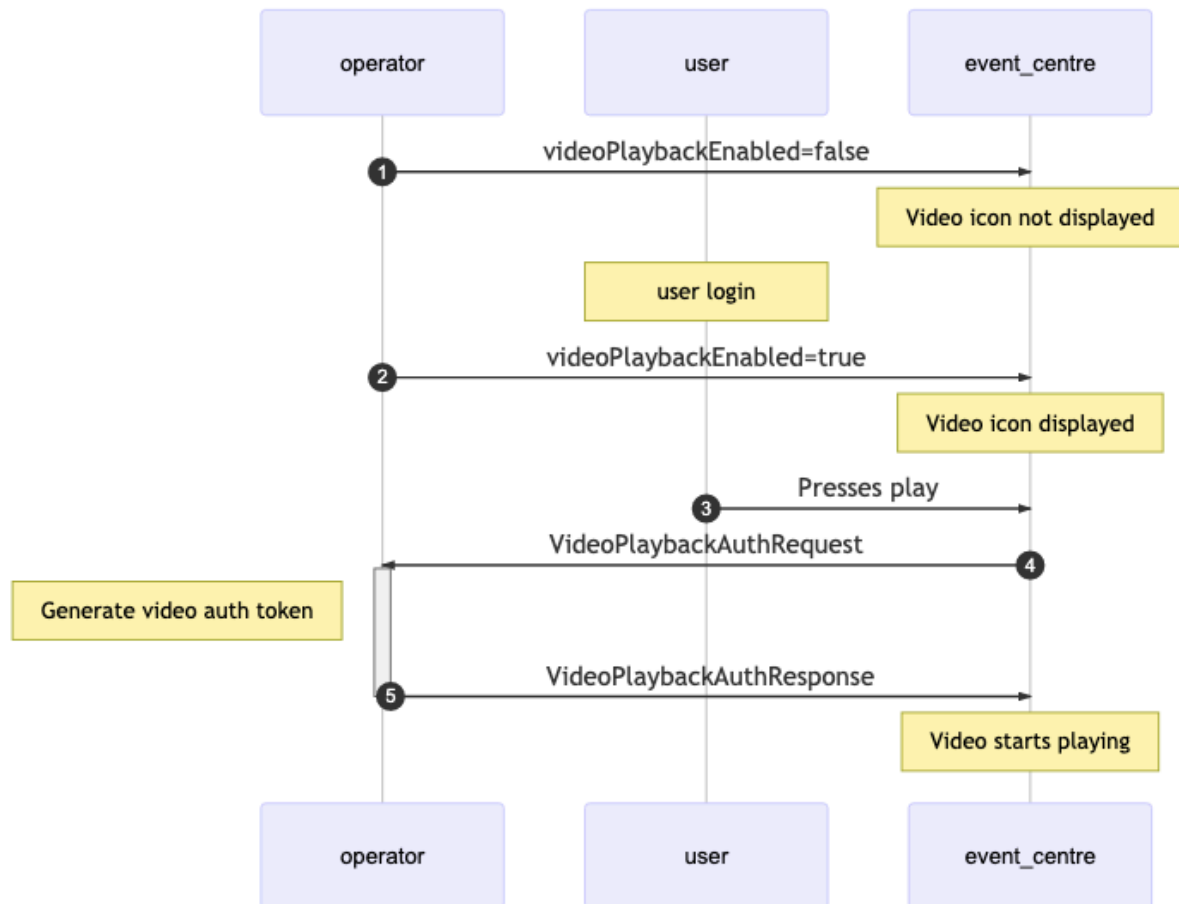 operator
user
event_centre
videoPlaybackEnabled=false
1
Video icon not displayed
user login
videoPlaybackEnabled=true
2
Video icon displayed
Presses play
3
VideoPlaybackAuthRequest
4
Generate video auth token
VideoPlaybackAuthResponse
5
Video starts playing
operator
user
event_centre